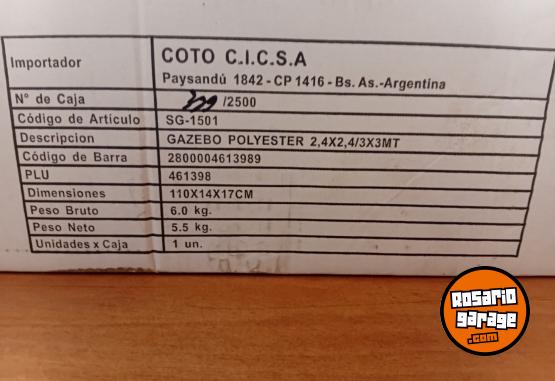 Importador COTO C.I.C.S.A
Paysandú 1842 - CP 1416 - Bs. As.-Argentina
N° de Caja /2500
Código de Artículo SG-1501
Descripcion GAZEBO POLYESTER 2,4X2,4/3X3MT
Código de Barra 2800004613989
PLU 461398
Dimensiones 110X14X17CM
Peso Bruto 6.0 kg.
Peso Neto 5.5 kg.
Unidades x Caja 1 un.
Rosario
garage
.com